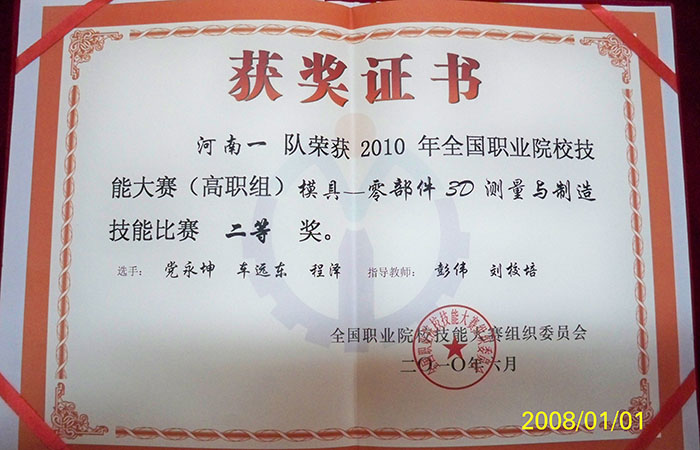 获奖证书
河南一 队荣获 2010 年全国职业院校技
能大赛（高职组）模具—零部件3D测量与制造
技能比赛 二等 奖。
选手： 党永坤 车远东 程泽 指导教师： 彭伟 刘校培
全国职业院校技能大赛组织委员会
二〇一〇年六月
2008/01/01